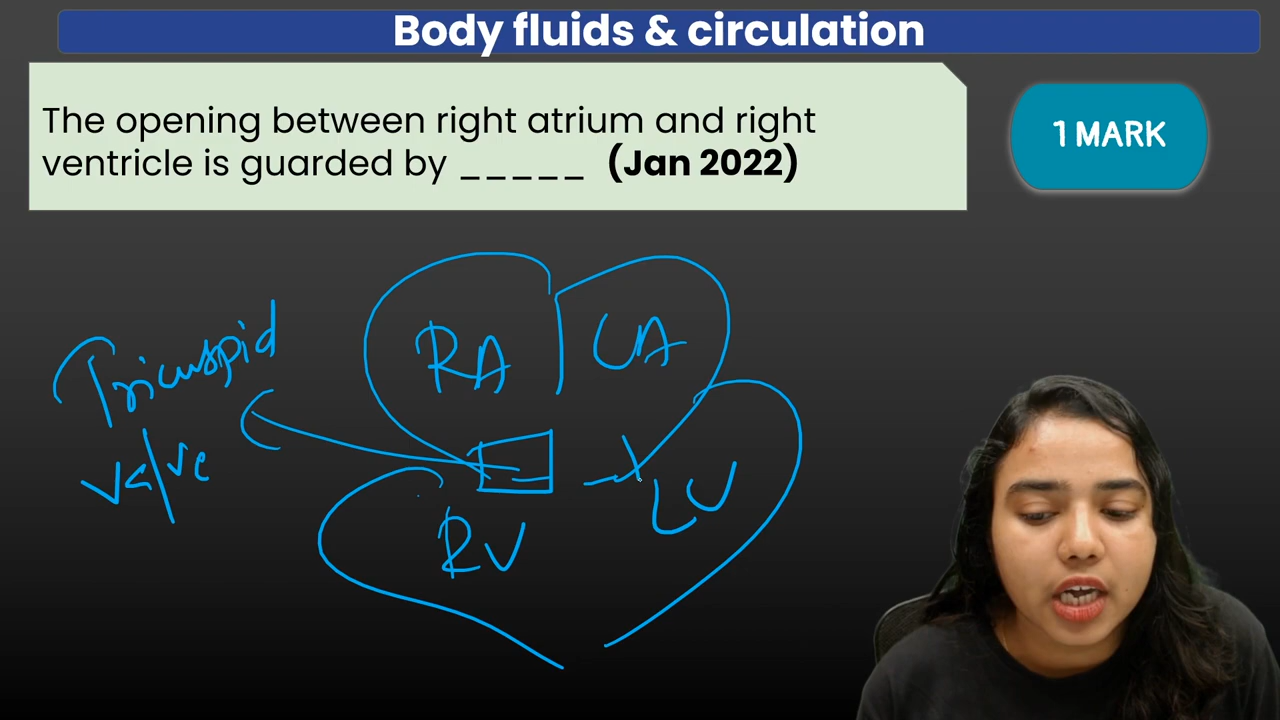 Body fluids & circulation
The opening between right atrium and right
ventricle is guarded by _____ (Jan 2022)
1 MARK
RA
LA
Tricuspid
valve
RV
LV